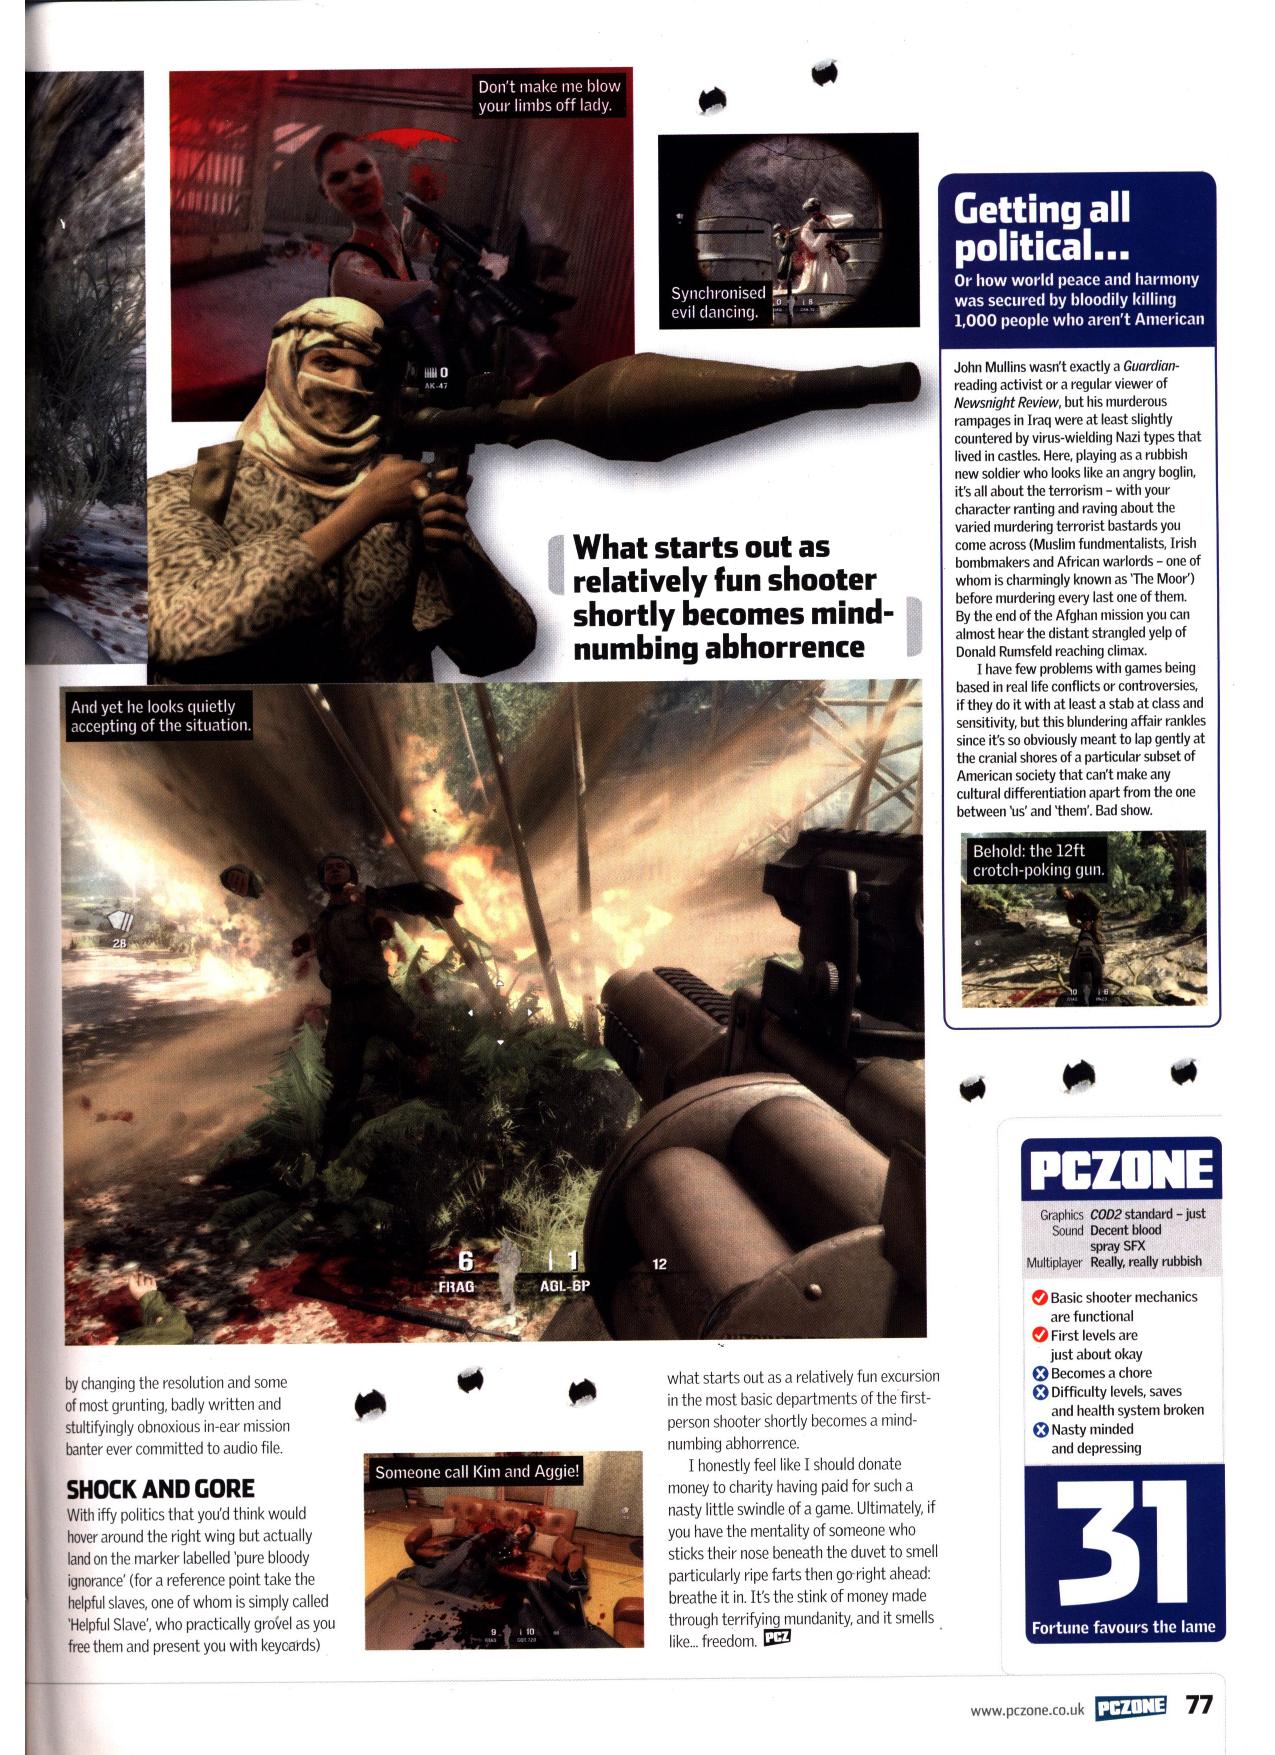 Don't make me blow
your limbs off lady.
Synchronised
evil dancing.
0
AK-47
What starts out as
relatively fun shooter
shortly becomes mind-
numbing abhorrence
And yet he looks quietly
accepting of the situation.
28
6
FRAG
1
AGL-6P
12
by changing the resolution and some
of most grunting, badly written and
stultifyingly obnoxious in-ear mission
banter ever committed to audio file.
SHOCK AND GORE
With iffy politics that you'd think would
hover around the right wing but actually
land on the marker labelled 'pure bloody
ignorance' (for a reference point take the
helpful slaves, one of whom is simply called
'Helpful Slave', who practically grovel as you
free them and present you with keycards)
Someone call Kim and Aggie!
9
10
what starts out as a relatively fun excursion
in the most basic departments of the first-
person shooter shortly becomes a mind-
numbing abhorrence.
I honestly feel like I should donate
money to charity having paid for such a
nasty little swindle of a game. Ultimately, if
you have the mentality of someone who
sticks their nose beneath the duvet to smell
particularly ripe farts then go right ahead:
breathe it in. It's the stink of money made
through terrifying mundanity, and it smells
like... freedom. PCZ
Getting all
political...
Or how world peace and harmony
was secured by bloodily killing
1,000 people who aren't American
John Mullins wasn't exactly a Guardian-
reading activist or a regular viewer of
Newsnight Review, but his murderous
rampages in Iraq were at least slightly
countered by virus-wielding Nazi types that
lived in castles. Here, playing as a rubbish
new soldier who looks like an angry boglin,
it's all about the terrorism – with your
character ranting and raving about the
varied murdering terrorist bastards you
come across (Muslim fundmentalists, Irish
bombmakers and African warlords – one of
whom is charmingly known as 'The Moor')
before murdering every last one of them.
By the end of the Afghan mission you can
almost hear the distant strangled yelp of
Donald Rumsfeld reaching climax.
I have few problems with games being
based in real life conflicts or controversies,
if they do it with at least a stab at class and
sensitivity, but this blundering affair rankles
since it's so obviously meant to lap gently at
the cranial shores of a particular subset of
American society that can't make any
cultural differentiation apart from the one
between 'us' and 'them'. Bad show.
Behold: the 12ft
crotch-poking gun.
PCZONE
Graphics COD2 standard – just
Sound Decent blood
spray SFX
Multiplayer Really, really rubbish
Basic shooter mechanics
are functional
First levels are
just about okay
Becomes a chore
Difficulty levels, saves
and health system broken
Nasty minded
and depressing
31
Fortune favours the lame
www.pczone.co.uk PCZONE 77